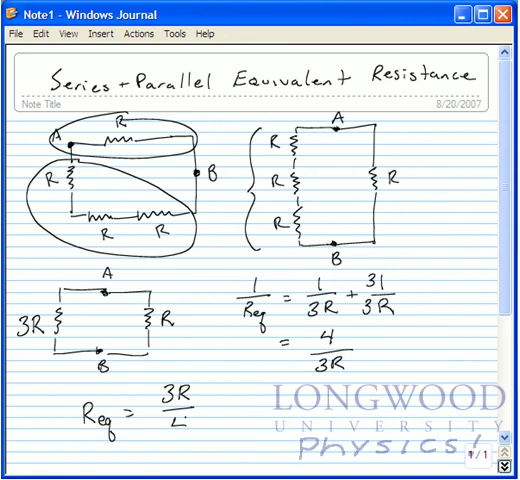 Note1 - Windows Journal
File Edit View Insert Actions Tools Help
Series + Parallel Equivalent Resistance
Note Title
8/20/2007
A R
R B
R R
A
R
R R
R
B
A
3R R
B
1/Req = 1/3R + 31/3R
= 4/3R
Req = 3R/4
LONGWOOD
UNIVERSITY
Physics!
1/1